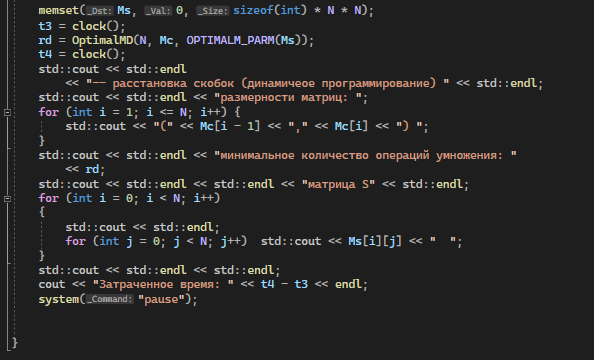 memset(_Dst: Ms, _Val: 0, _Size: sizeof(int) * N * N);
t3 = clock();
rd = OptimalMD(N, Mc, OPTIMALM_PARM(Ms));
t4 = clock();
std::cout << std::endl
<< "-- расстановка скобок (динамичеое программирование) " << std::endl;
std::cout << std::endl << "размерности матриц: ";
for (int i = 1; i <= N; i++) {
std::cout << "(" << Mc[i - 1] << "," << Mc[i] << ") ";
}
std::cout << std::endl << "минимальное количество операций умножения: "
<< rd;
std::cout << std::endl << std::endl << "матрица S" << std::endl;
for (int i = 0; i < N; i++)
{
std::cout << std::endl;
for (int j = 0; j < N; j++)  std::cout << Ms[i][j] << "  ";
}
std::cout << std::endl << std::endl;
cout << "Затраченное время: " << t4 - t3 << endl;
system(_Command: "pause");
}